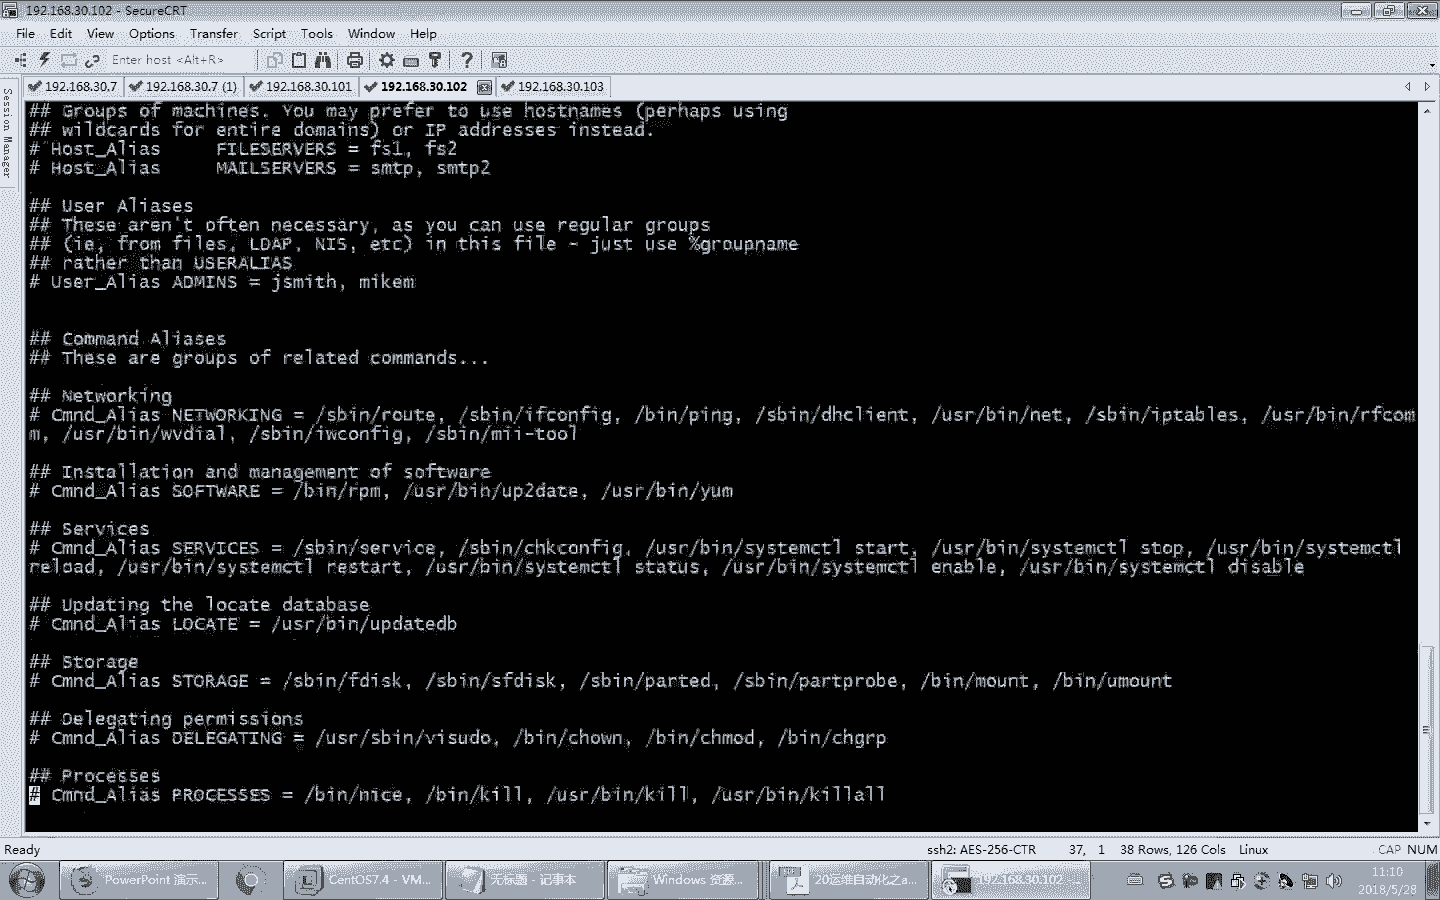 192.168.30.102 - SecureCRT
File Edit View Options Transfer Script Tools Window Help
Enter host <Alt+R>
192.168.30.7 192.168.30.7 (1) 192.168.30.101 192.168.30.102 192.168.30.103
Session Manager
## Groups of machines. You may prefer to use hostnames (perhaps using
## wildcards for entire domains) or IP addresses instead.
# Host_Alias     FILESERVERS = fs1, fs2
# Host_Alias     MAILSERVERS = smtp, smtp2
## User Aliases
## These aren't often necessary, as you can use regular groups
## (ie, from files, LDAP, NIS, etc) in this file - just use %groupname
## rather than USERALIAS
# User_Alias ADMINS = jsmith, mikem
## Command Aliases
## These are groups of related commands...
## Networking
# Cmnd_Alias NETWORKING = /sbin/route, /sbin/ifconfig, /bin/ping, /sbin/dhclient, /usr/bin/net, /sbin/iptables, /usr/bin/rfcom
m, /usr/bin/wvdial, /sbin/iwconfig, /sbin/mii-tool
## Installation and management of software
# Cmnd_Alias SOFTWARE = /bin/rpm, /usr/bin/up2date, /usr/bin/yum
## Services
# Cmnd_Alias SERVICES = /sbin/service, /sbin/chkconfig, /usr/bin/systemctl start, /usr/bin/systemctl stop, /usr/bin/systemctl
reload, /usr/bin/systemctl restart, /usr/bin/systemctl status, /usr/bin/systemctl enable, /usr/bin/systemctl disable
## Updating the locate database
# Cmnd_Alias LOCATE = /usr/bin/updatedb
## Storage
# Cmnd_Alias STORAGE = /sbin/fdisk, /sbin/sfdisk, /sbin/parted, /sbin/partprobe, /bin/mount, /bin/umount
## Delegating permissions
# Cmnd_Alias DELEGATING = /usr/sbin/visudo, /bin/chown, /bin/chmod, /bin/chgrp
## Processes
# Cmnd_Alias PROCESSES = /bin/nice, /bin/kill, /usr/bin/kill, /usr/bin/killall
Ready ssh2: AES-256-CTR 37, 1 38 Rows, 126 Cols Linux CAP NUM
PowerPoint 演示... CentOS7.4 - VM... 无标题 - 记事本 Windows 资源... 20运维自动化之a... 192.168.30.102 ... 11:10
2018/5/28